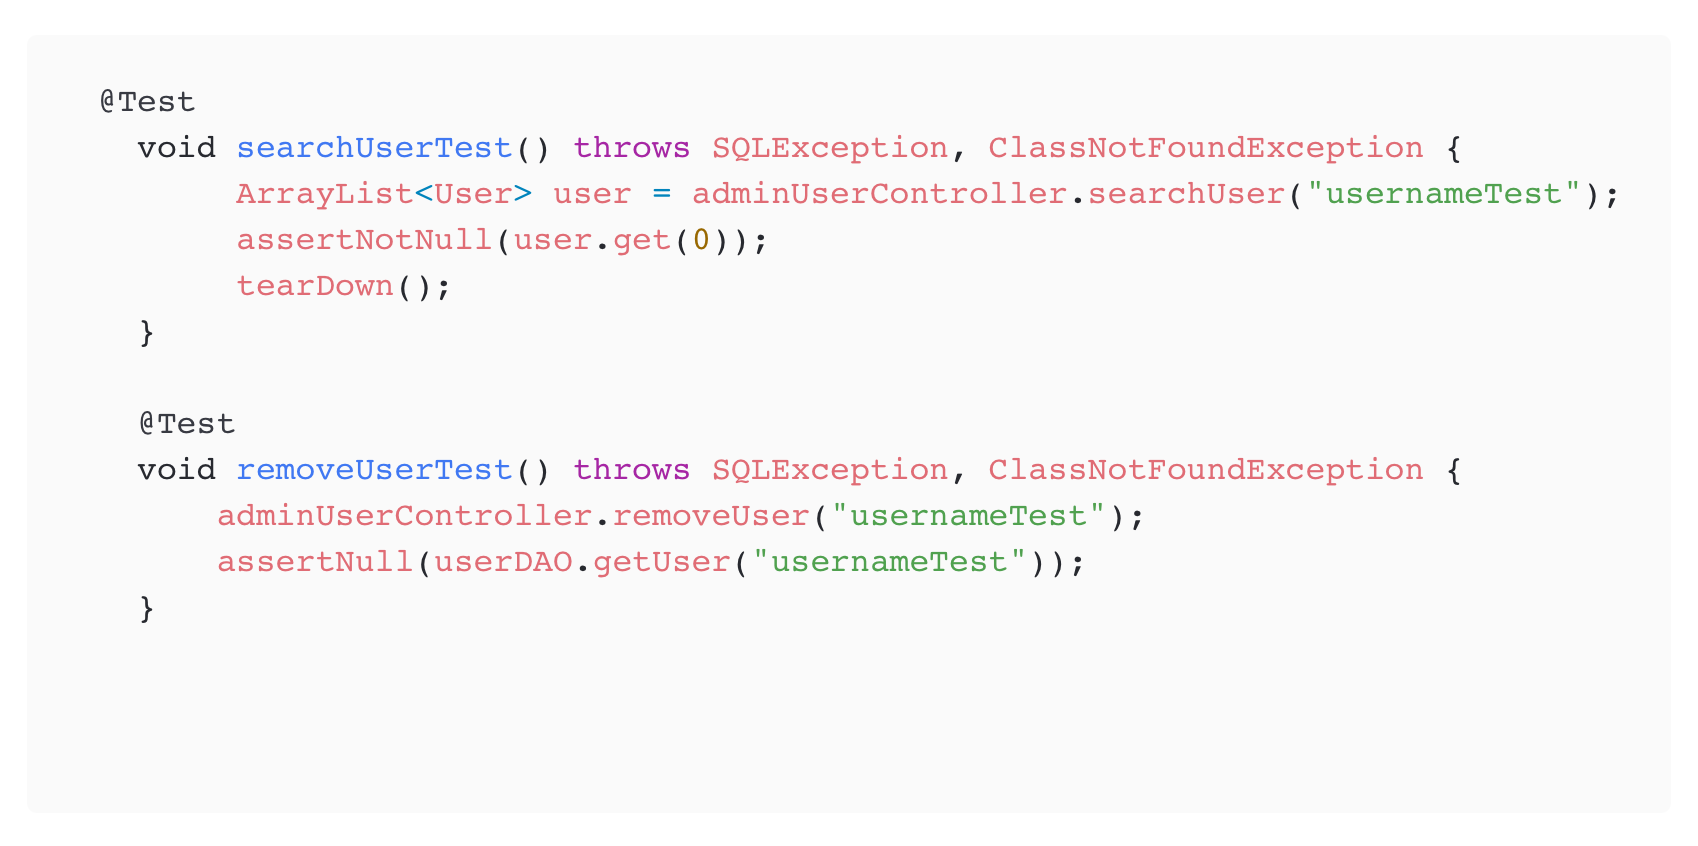 @Test
void searchUserTest() throws SQLException, ClassNotFoundException {
ArrayList<User> user = adminUserController.searchUser("usernameTest");
assertNotNull(user.get(0));
tearDown();
}
@Test
void removeUserTest() throws SQLException, ClassNotFoundException {
adminUserController.removeUser("usernameTest");
assertNull(userDAO.getUser("usernameTest"));
}